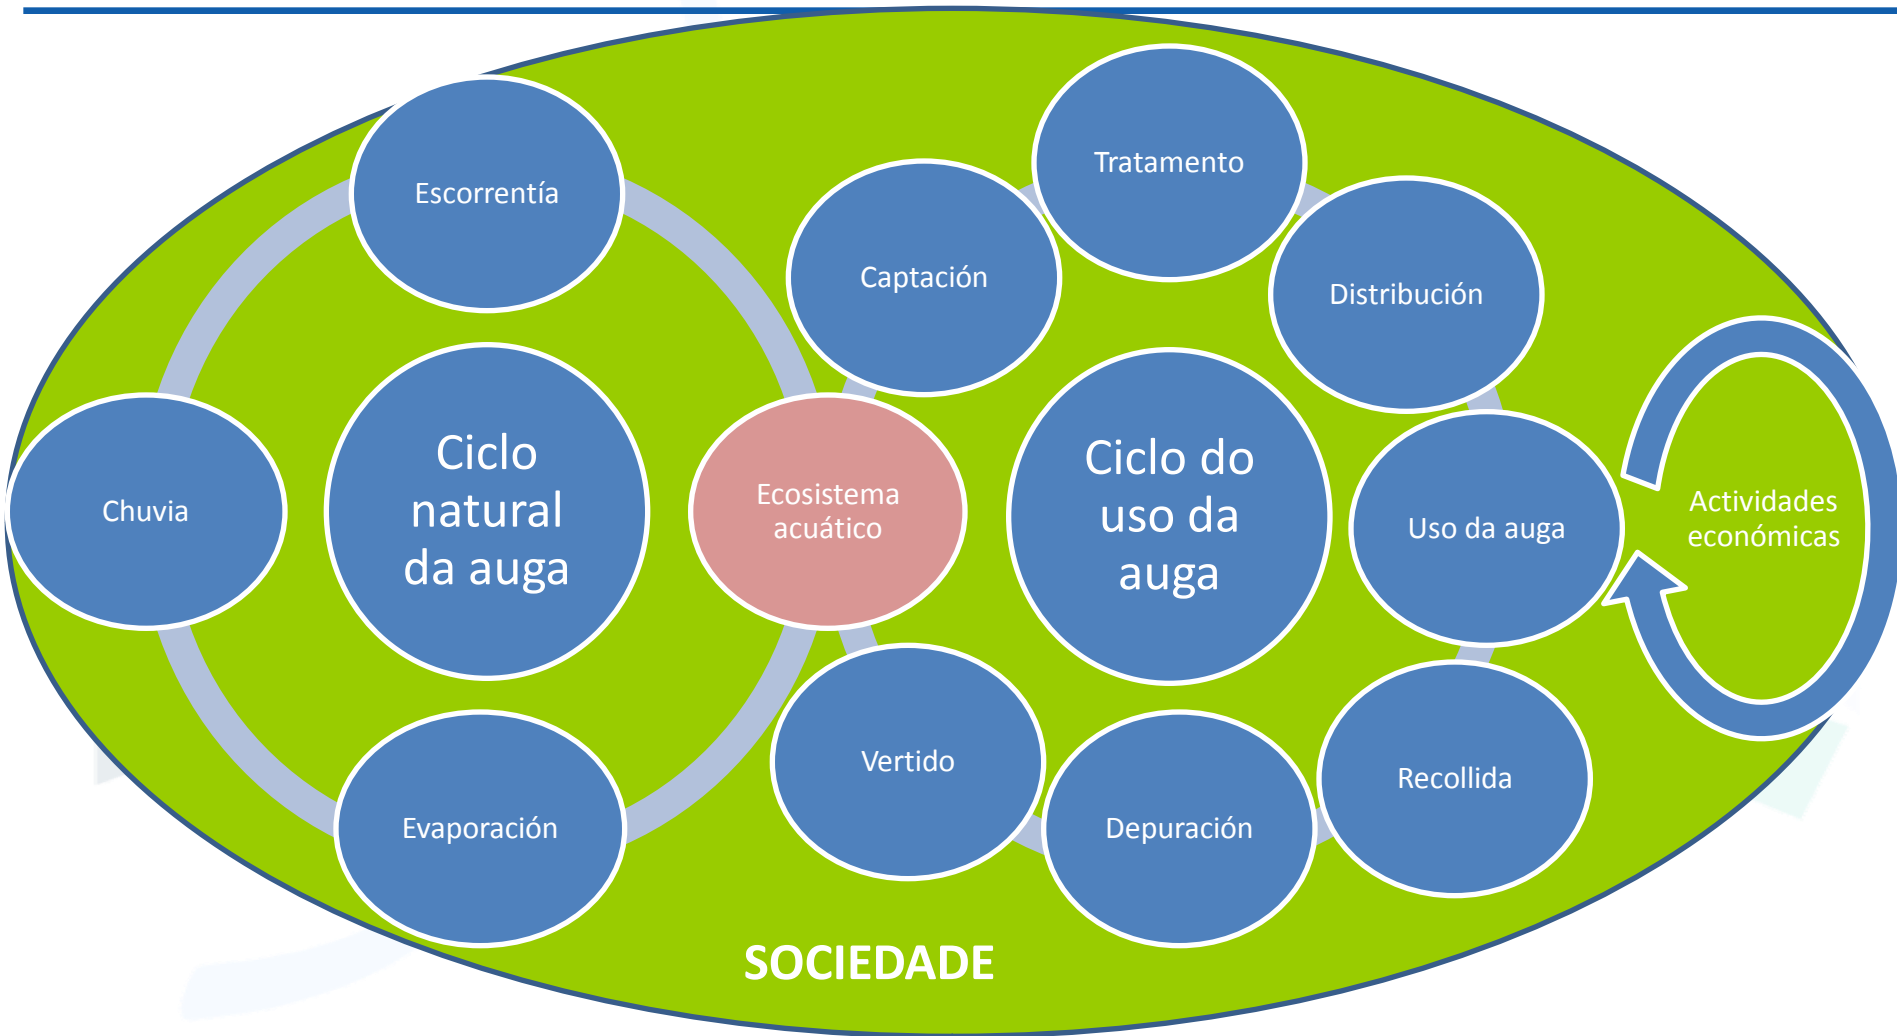 Tratamento
Escorrentía
Captación
Distribución
Chuvia
Ciclo
natural
da auga
Ecosistema
acuático
Ciclo do
uso da
auga
Uso da auga
Actividades
económicas
Vertido
Recollida
Evaporación
Depuración
SOCIEDADE